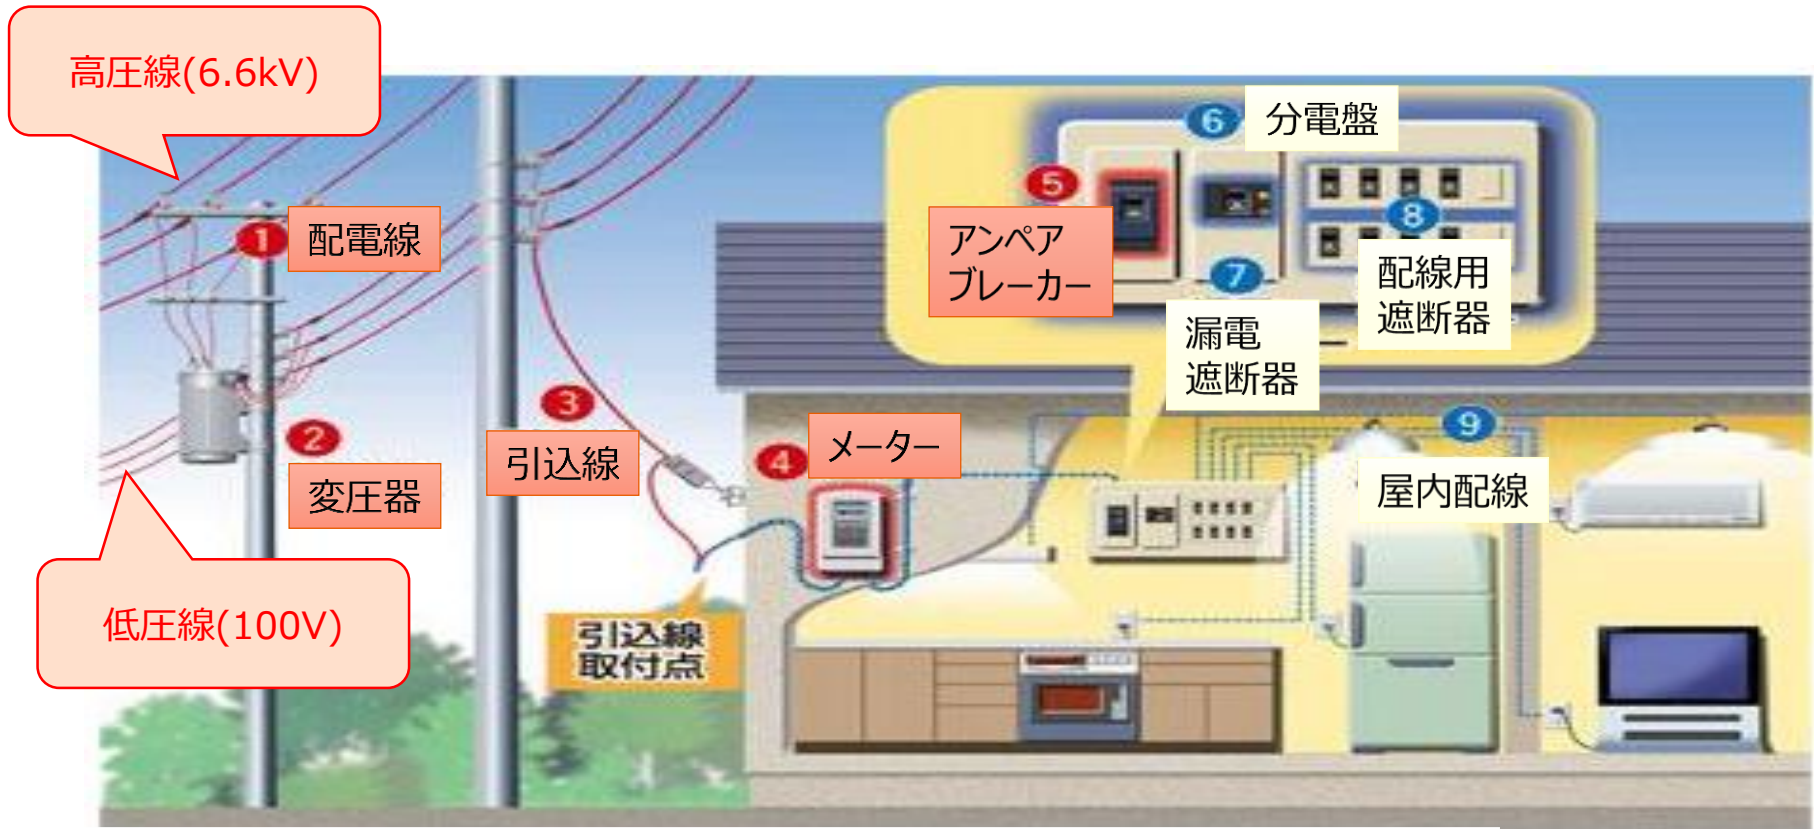 高圧線(6.6kV)
6
分電盤
5
アンペア
ブレーカー
8
配線用
遮断器
7
漏電
遮断器
1
配電線
3
引込線
2
変圧器
4
メーター
9
屋内配線
低圧線(100V)
引込線
取付点